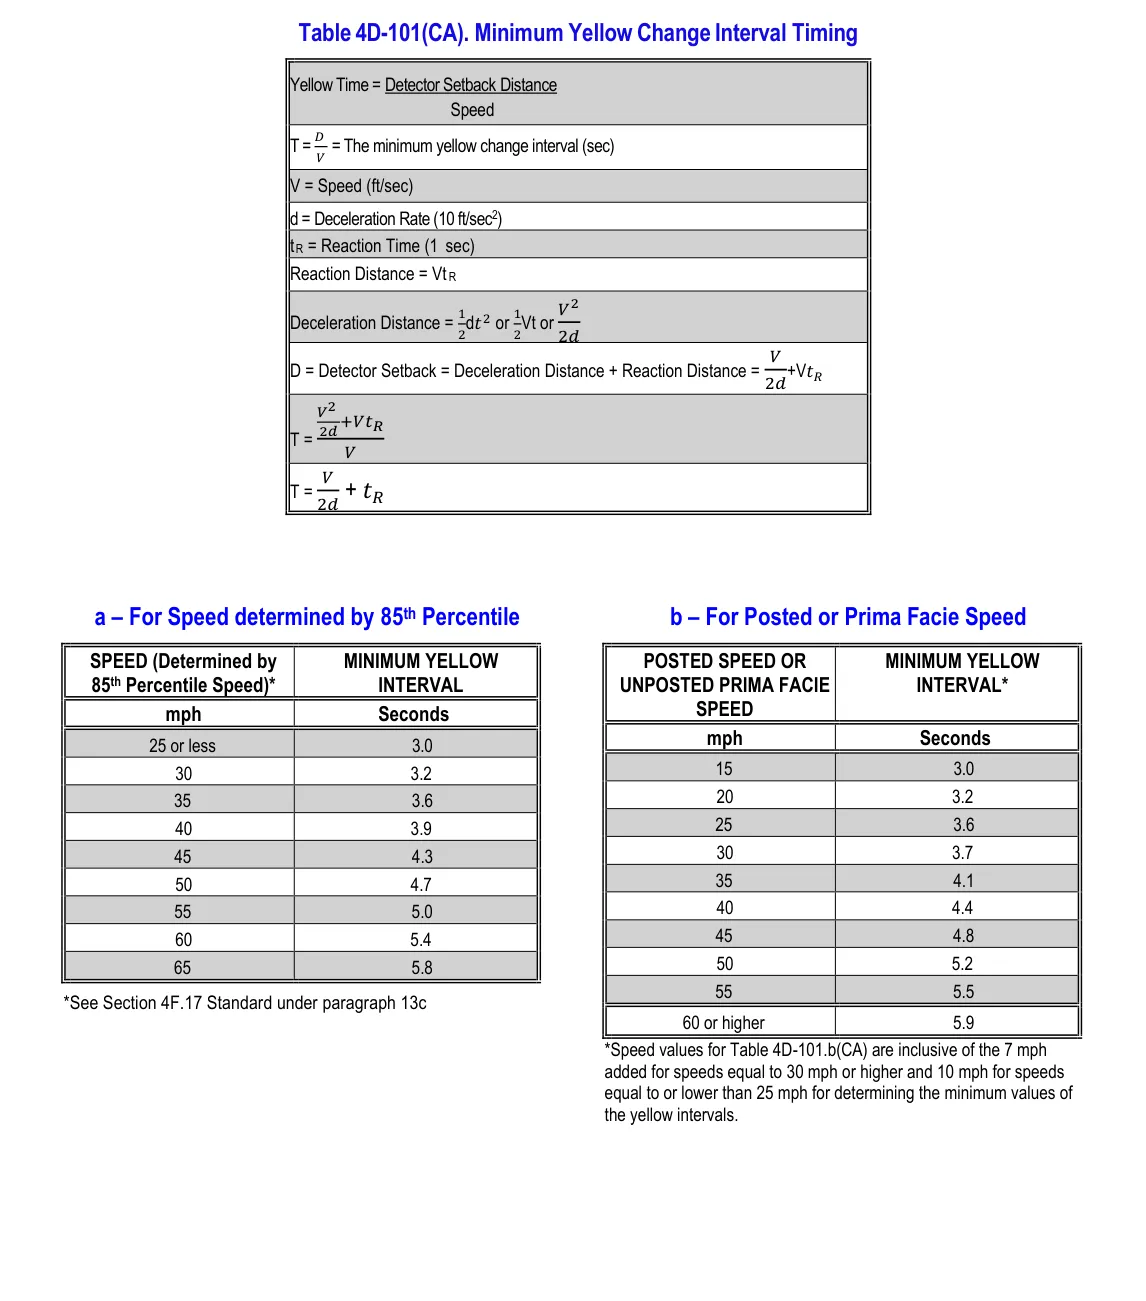 Table 4D-101(CA). Minimum Yellow Change Interval Timing
Yellow Time = Detector Setback Distance
Speed
T = D/V = The minimum yellow change interval (sec)
V = Speed (ft/sec)
d = Deceleration Rate (10 ft/sec²)
tR = Reaction Time (1 sec)
Reaction Distance = VtR
Deceleration Distance = 1/2 dt² or 1/2 Vt or V²/2d
D = Detector Setback = Deceleration Distance + Reaction Distance = V/2d +VtR
T = (V²/2d +VtR)/V
T = V/2d + tR
a – For Speed determined by 85th Percentile
SPEED (Determined by 85th Percentile Speed)* MINIMUM YELLOW INTERVAL
mph Seconds
25 or less 3.0
30 3.2
35 3.6
40 3.9
45 4.3
50 4.7
55 5.0
60 5.4
65 5.8
*See Section 4F.17 Standard under paragraph 13c
b – For Posted or Prima Facie Speed
POSTED SPEED OR UNPOSTED PRIMA FACIE SPEED MINIMUM YELLOW INTERVAL*
mph Seconds
15 3.0
20 3.2
25 3.6
30 3.7
35 4.1
40 4.4
45 4.8
50 5.2
55 5.5
60 or higher 5.9
*Speed values for Table 4D-101.b(CA) are inclusive of the 7 mph
added for speeds equal to 30 mph or higher and 10 mph for speeds
equal to or lower than 25 mph for determining the minimum values of
the yellow intervals.